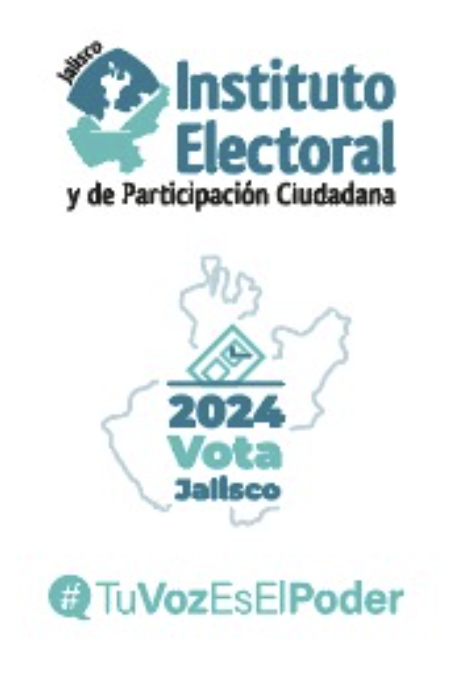 Jalisco
Instituto
Electoral
y de Participación Ciudadana
2024
Vota
Jalisco
#TuVozEsElPoder